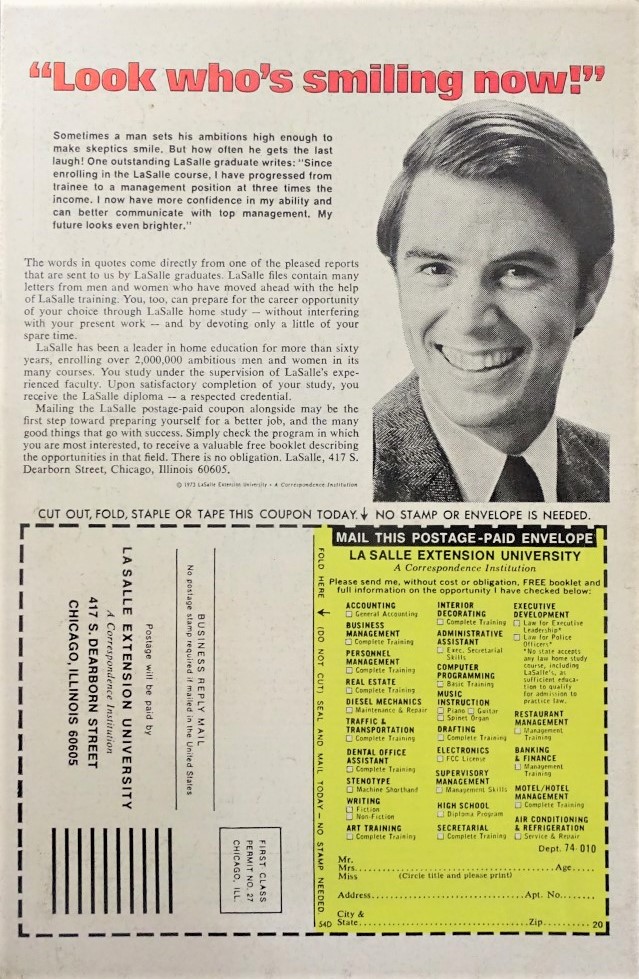 “Look who’s smiling now!”
Sometimes a man sets his ambitions high enough to
make skeptics smile. But how often he gets the last
laugh! One outstanding LaSalle graduate writes: "Since
enrolling in the LaSalle course, I have progressed from
trainee to a management position at three times the
income. I now have more confidence in my ability and
can better communicate with top management. My
future looks even brighter."
The words in quotes come directly from one of the pleased reports
that are sent to us by LaSalle graduates. LaSalle files contain many
letters from men and women who have moved ahead with the help
of LaSalle training. You, too, can prepare for the career opportunity
of your choice through LaSalle home study — without interfering
with your present work — and by devoting only a little of your
spare time.
LaSalle has been a leader in home education for more than sixty
years, enrolling over 2,000,000 ambitious men and women in its
many courses. You study under the supervision of LaSalle's expe-
rienced faculty. Upon satisfactory completion of your study, you
receive the LaSalle diploma — a respected credential.
Mailing the LaSalle postage-paid coupon alongside may be the
first step toward preparing yourself for a better job, and the many
good things that go with success. Simply check the program in which
you are most interested, to receive a valuable free booklet describing
the opportunities in that field. There is no obligation. LaSalle, 417 S.
Dearborn Street, Chicago, Illinois 60605.
© 1973 LaSalle Extension University • A Correspondence Institution
CUT OUT, FOLD, STAPLE OR TAPE THIS COUPON TODAY. NO STAMP OR ENVELOPE IS NEEDED.
BUSINESS REPLY MAIL
No postage stamp required if mailed in the United States
Postage will be paid by
LA SALLE EXTENSION UNIVERSITY
A Correspondence Institution
417 S. DEARBORN STREET
CHICAGO, ILLINOIS 60605
FIRST CLASS
PERMIT NO. 27
CHICAGO, ILL.
FOLD HERE (DO NOT CUT) SEAL AND MAIL TODAY — NO STAMP NEEDED
54D
MAIL THIS POSTAGE-PAID ENVELOPE
LA SALLE EXTENSION UNIVERSITY
A Correspondence Institution
Please send me, without cost or obligation, FREE booklet and
full information on the opportunity I have checked below:
ACCOUNTING
General Accounting
BUSINESS
MANAGEMENT
Complete Training
PERSONNEL
MANAGEMENT
Complete Training
REAL ESTATE
Complete Training
DIESEL MECHANICS
Maintenance & Repair
TRAFFIC &
TRANSPORTATION
Complete Training
DENTAL OFFICE
ASSISTANT
Complete Training
STENOTYPE
Machine Shorthand
WRITING
Fiction
Non-Fiction
ART TRAINING
Complete Training
INTERIOR
DECORATING
Complete Training
ADMINISTRATIVE
ASSISTANT
Exec. Secretarial
Skills
COMPUTER
PROGRAMMING
Basic Training
MUSIC
INSTRUCTION
Piano Guitar
Spinet Organ
DRAFTING
Complete Training
ELECTRONICS
FCC License
SUPERVISORY
MANAGEMENT
Management Skills
HIGH SCHOOL
Diploma Program
SECRETARIAL
Complete Training
EXECUTIVE
DEVELOPMENT
Law for Executive
Leadership*
Law for Police
Officers*
*No state accepts
any law home study
course, including
LaSalle's, as
sufficient educa-
tion to qualify
for admission to
practice law.
RESTAURANT
MANAGEMENT
Management
Training
BANKING
& FINANCE
Management
Training
MOTEL/HOTEL
MANAGEMENT
Complete Training
AIR CONDITIONING
& REFRIGERATION
Service & Repair
Dept. 74-010
Mr.
Mrs. Age
Miss (Circle title and please print)
Address Apt. No.
City &
State Zip 20